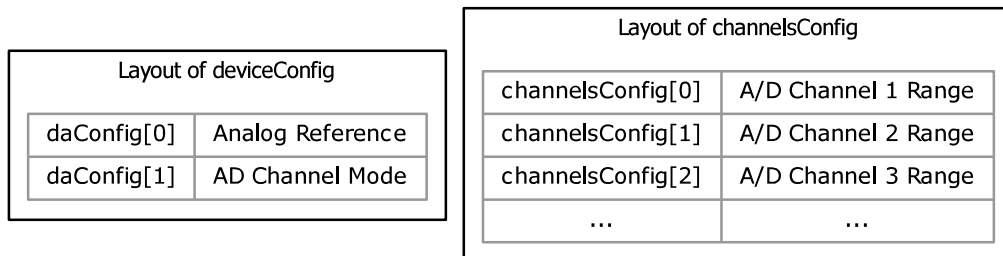 Layout of deviceConfig
daConfig[0] Analog Reference
daConfig[1] AD Channel Mode
Layout of channelsConfig
channelsConfig[0] A/D Channel 1 Range
channelsConfig[1] A/D Channel 2 Range
channelsConfig[2] A/D Channel 3 Range
... ...